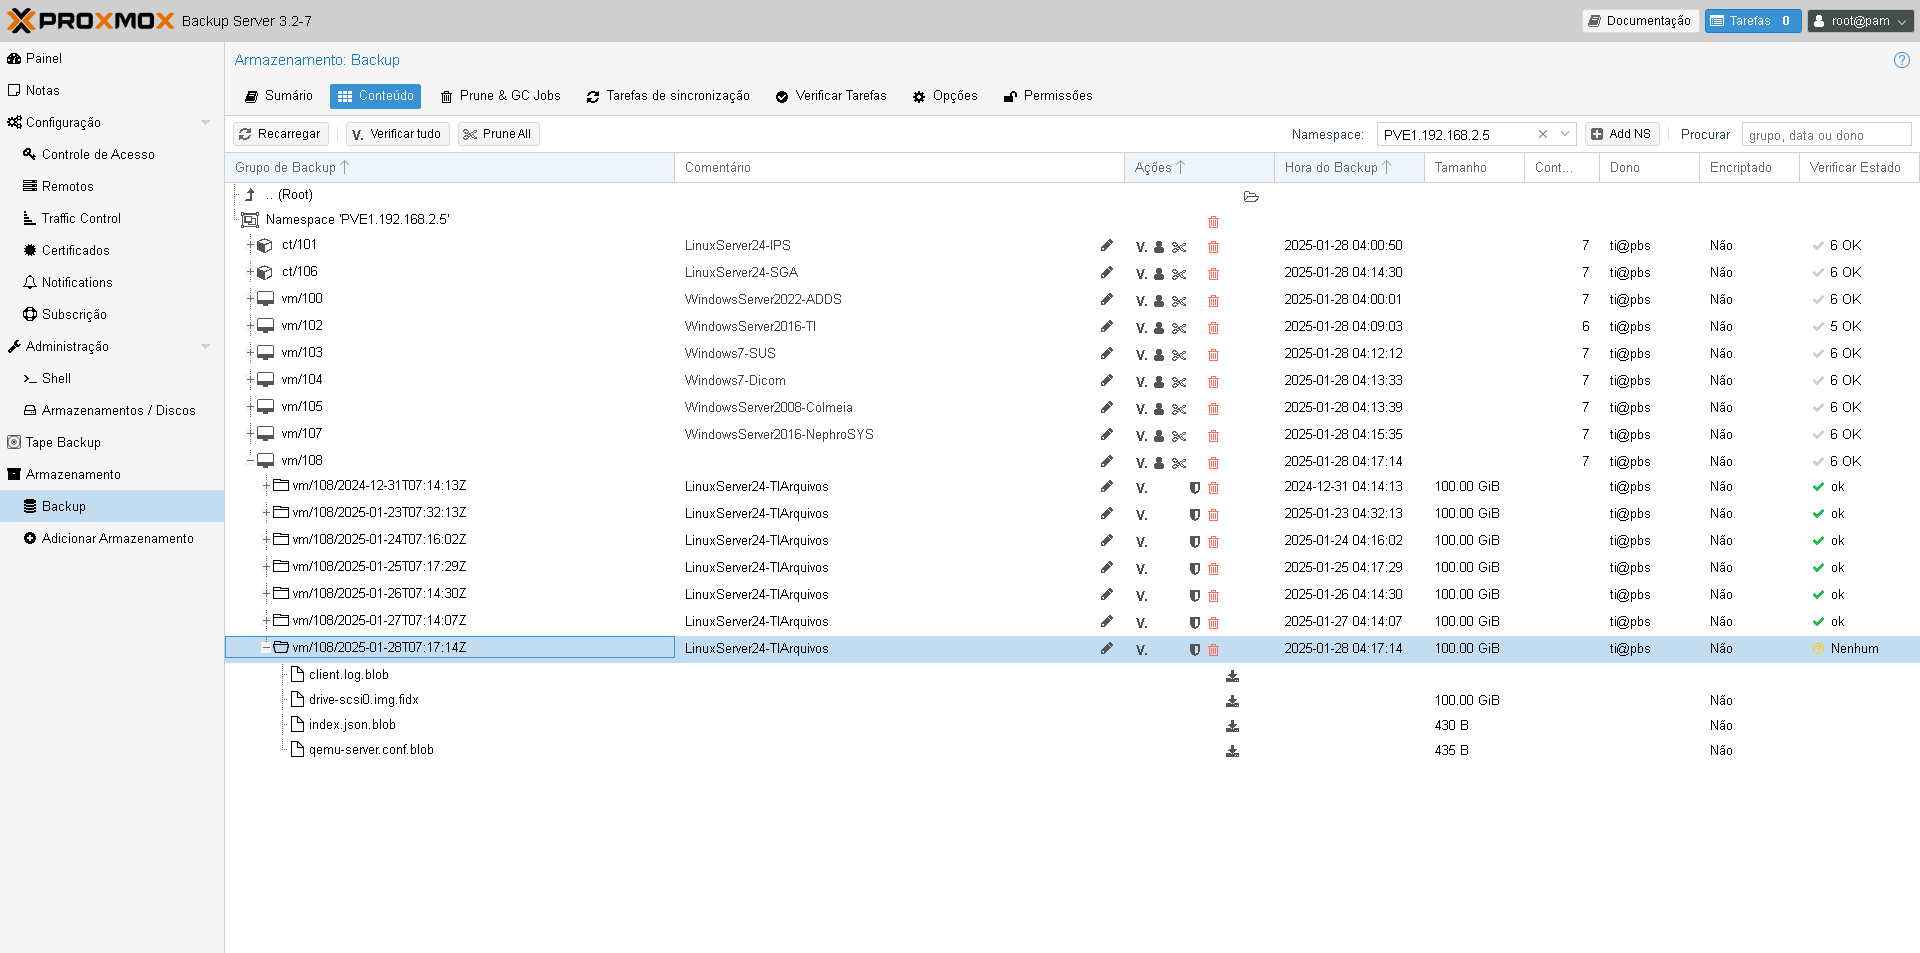 PROXMOX Backup Server 3.2-7 Documentação Tarefas 0 root@pam
Painel
Notas
Configuração
Controle de Acesso
Remotos
Traffic Control
Certificados
Notifications
Subscrição
Administração
Shell
Armazenamentos / Discos
Tape Backup
Armazenamento
Backup
Adicionar Armazenamento
Armazenamento: Backup
Sumário Conteúdo Prune & GC Jobs Tarefas de sincronização Verificar Tarefas Opções Permissões
Recarregar V. Verificar tudo Prune All Namespace: PVE1.192.168.2.5 Add NS Procurar grupo, data ou dono
Grupo de Backup Comentário Ações Hora do Backup Tamanho Cont... Dono Encriptado Verificar Estado
.. (Root)
Namespace 'PVE1.192.168.2.5'
ct/101 LinuxServer24-IPS V. 2025-01-28 04:00:50 7 ti@pbs Não 6 OK
ct/106 LinuxServer24-SGA V. 2025-01-28 04:14:30 7 ti@pbs Não 6 OK
vm/100 WindowsServer2022-ADDS V. 2025-01-28 04:00:01 7 ti@pbs Não 6 OK
vm/102 WindowsServer2016-TI V. 2025-01-28 04:09:03 6 ti@pbs Não 5 OK
vm/103 Windows7-SUS V. 2025-01-28 04:12:12 7 ti@pbs Não 6 OK
vm/104 Windows7-Dicom V. 2025-01-28 04:13:33 7 ti@pbs Não 6 OK
vm/105 WindowsServer2008-Colmeia V. 2025-01-28 04:13:39 7 ti@pbs Não 6 OK
vm/107 WindowsServer2016-NephroSYS V. 2025-01-28 04:15:35 7 ti@pbs Não 6 OK
vm/108 V. 2025-01-28 04:17:14 7 ti@pbs Não 6 OK
vm/108/2024-12-31T07:14:13Z LinuxServer24-TIArquivos V. 2024-12-31 04:14:13 100.00 GiB ti@pbs Não ok
vm/108/2025-01-23T07:32:13Z LinuxServer24-TIArquivos V. 2025-01-23 04:32:13 100.00 GiB ti@pbs Não ok
vm/108/2025-01-24T07:16:02Z LinuxServer24-TIArquivos V. 2025-01-24 04:16:02 100.00 GiB ti@pbs Não ok
vm/108/2025-01-25T07:17:29Z LinuxServer24-TIArquivos V. 2025-01-25 04:17:29 100.00 GiB ti@pbs Não ok
vm/108/2025-01-26T07:14:30Z LinuxServer24-TIArquivos V. 2025-01-26 04:14:30 100.00 GiB ti@pbs Não ok
vm/108/2025-01-27T07:14:07Z LinuxServer24-TIArquivos V. 2025-01-27 04:14:07 100.00 GiB ti@pbs Não ok
vm/108/2025-01-28T07:17:14Z LinuxServer24-TIArquivos V. 2025-01-28 04:17:14 100.00 GiB ti@pbs Não Nenhum
client.log.blob
drive-scsi0.img.fidx 100.00 GiB Não
index.json.blob 430 B Não
qemu-server.conf.blob 435 B Não